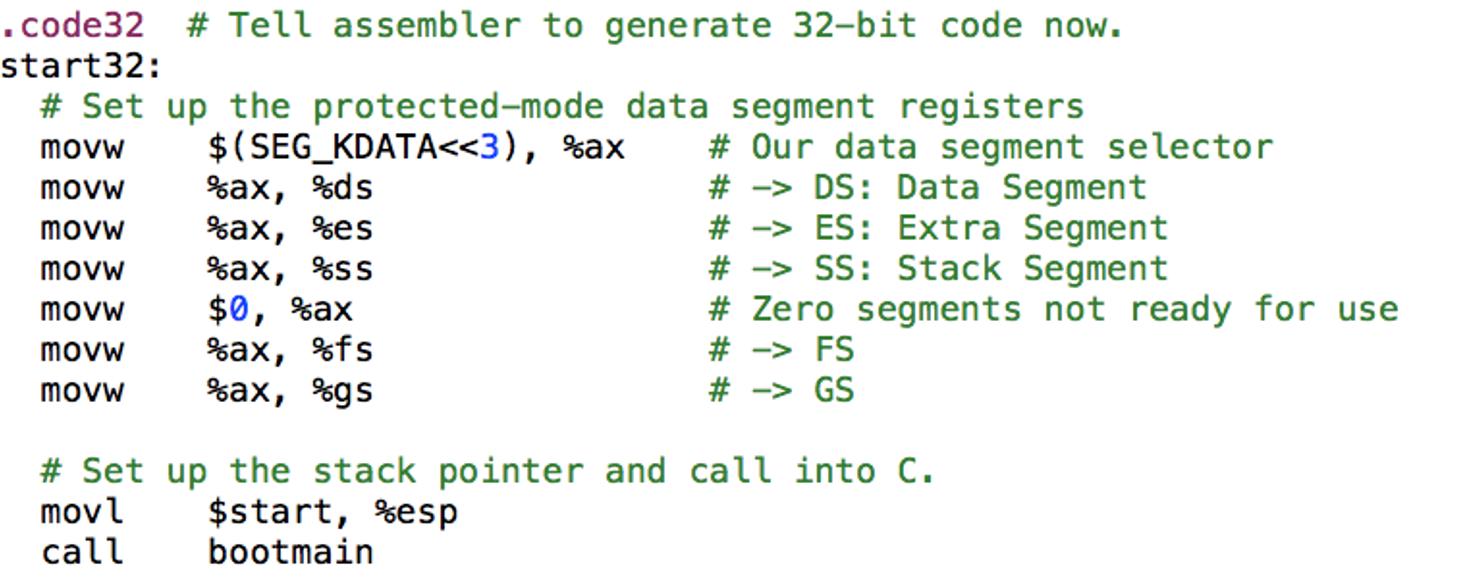 .code32  # Tell assembler to generate 32-bit code now.
start32:
  # Set up the protected-mode data segment registers
  movw    $(SEG_KDATA<<3), %ax    # Our data segment selector
  movw    %ax, %ds                # -> DS: Data Segment
  movw    %ax, %es                # -> ES: Extra Segment
  movw    %ax, %ss                # -> SS: Stack Segment
  movw    $0, %ax                 # Zero segments not ready for use
  movw    %ax, %fs                # -> FS
  movw    %ax, %gs                # -> GS

  # Set up the stack pointer and call into C.
  movl    $start, %esp
  call    bootmain